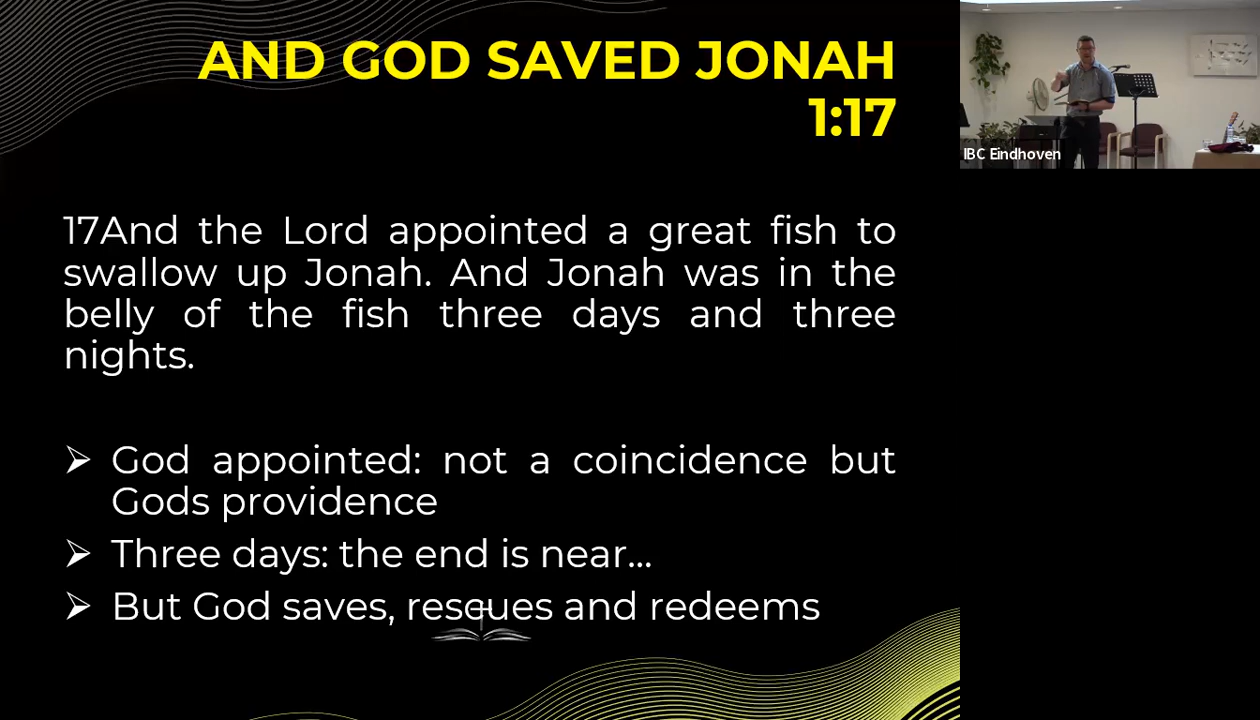 AND GOD SAVED JONAH
1:17
IBC Eindhoven
17And the Lord appointed a great fish to
swallow up Jonah. And Jonah was in the
belly of the fish three days and three
nights.
God appointed: not a coincidence but
Gods providence
Three days: the end is near...
But God saves, rescues and redeems